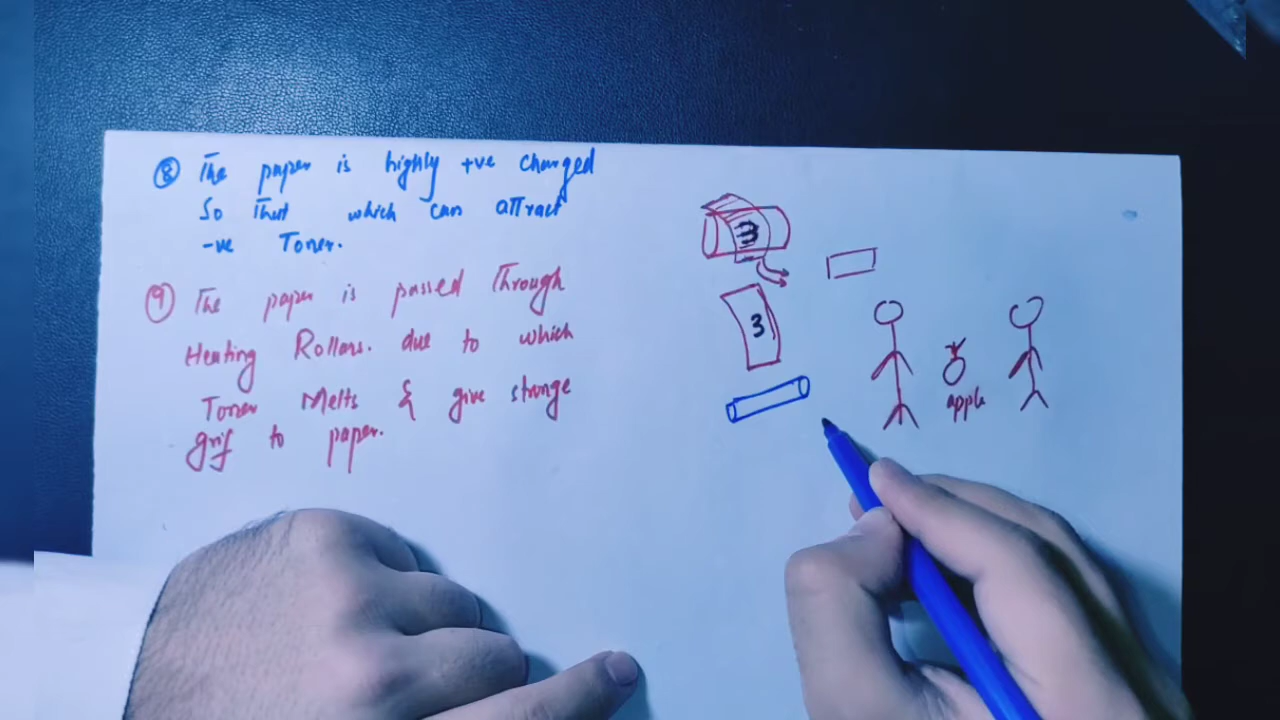 ⑧ The paper is highly +ve charged
So that which can attract
-ve Toner.
⑨ The paper is passed Through
Heating Rollers. due to which
Toner Melts & give stronge
grif to paper.
3
3
apple